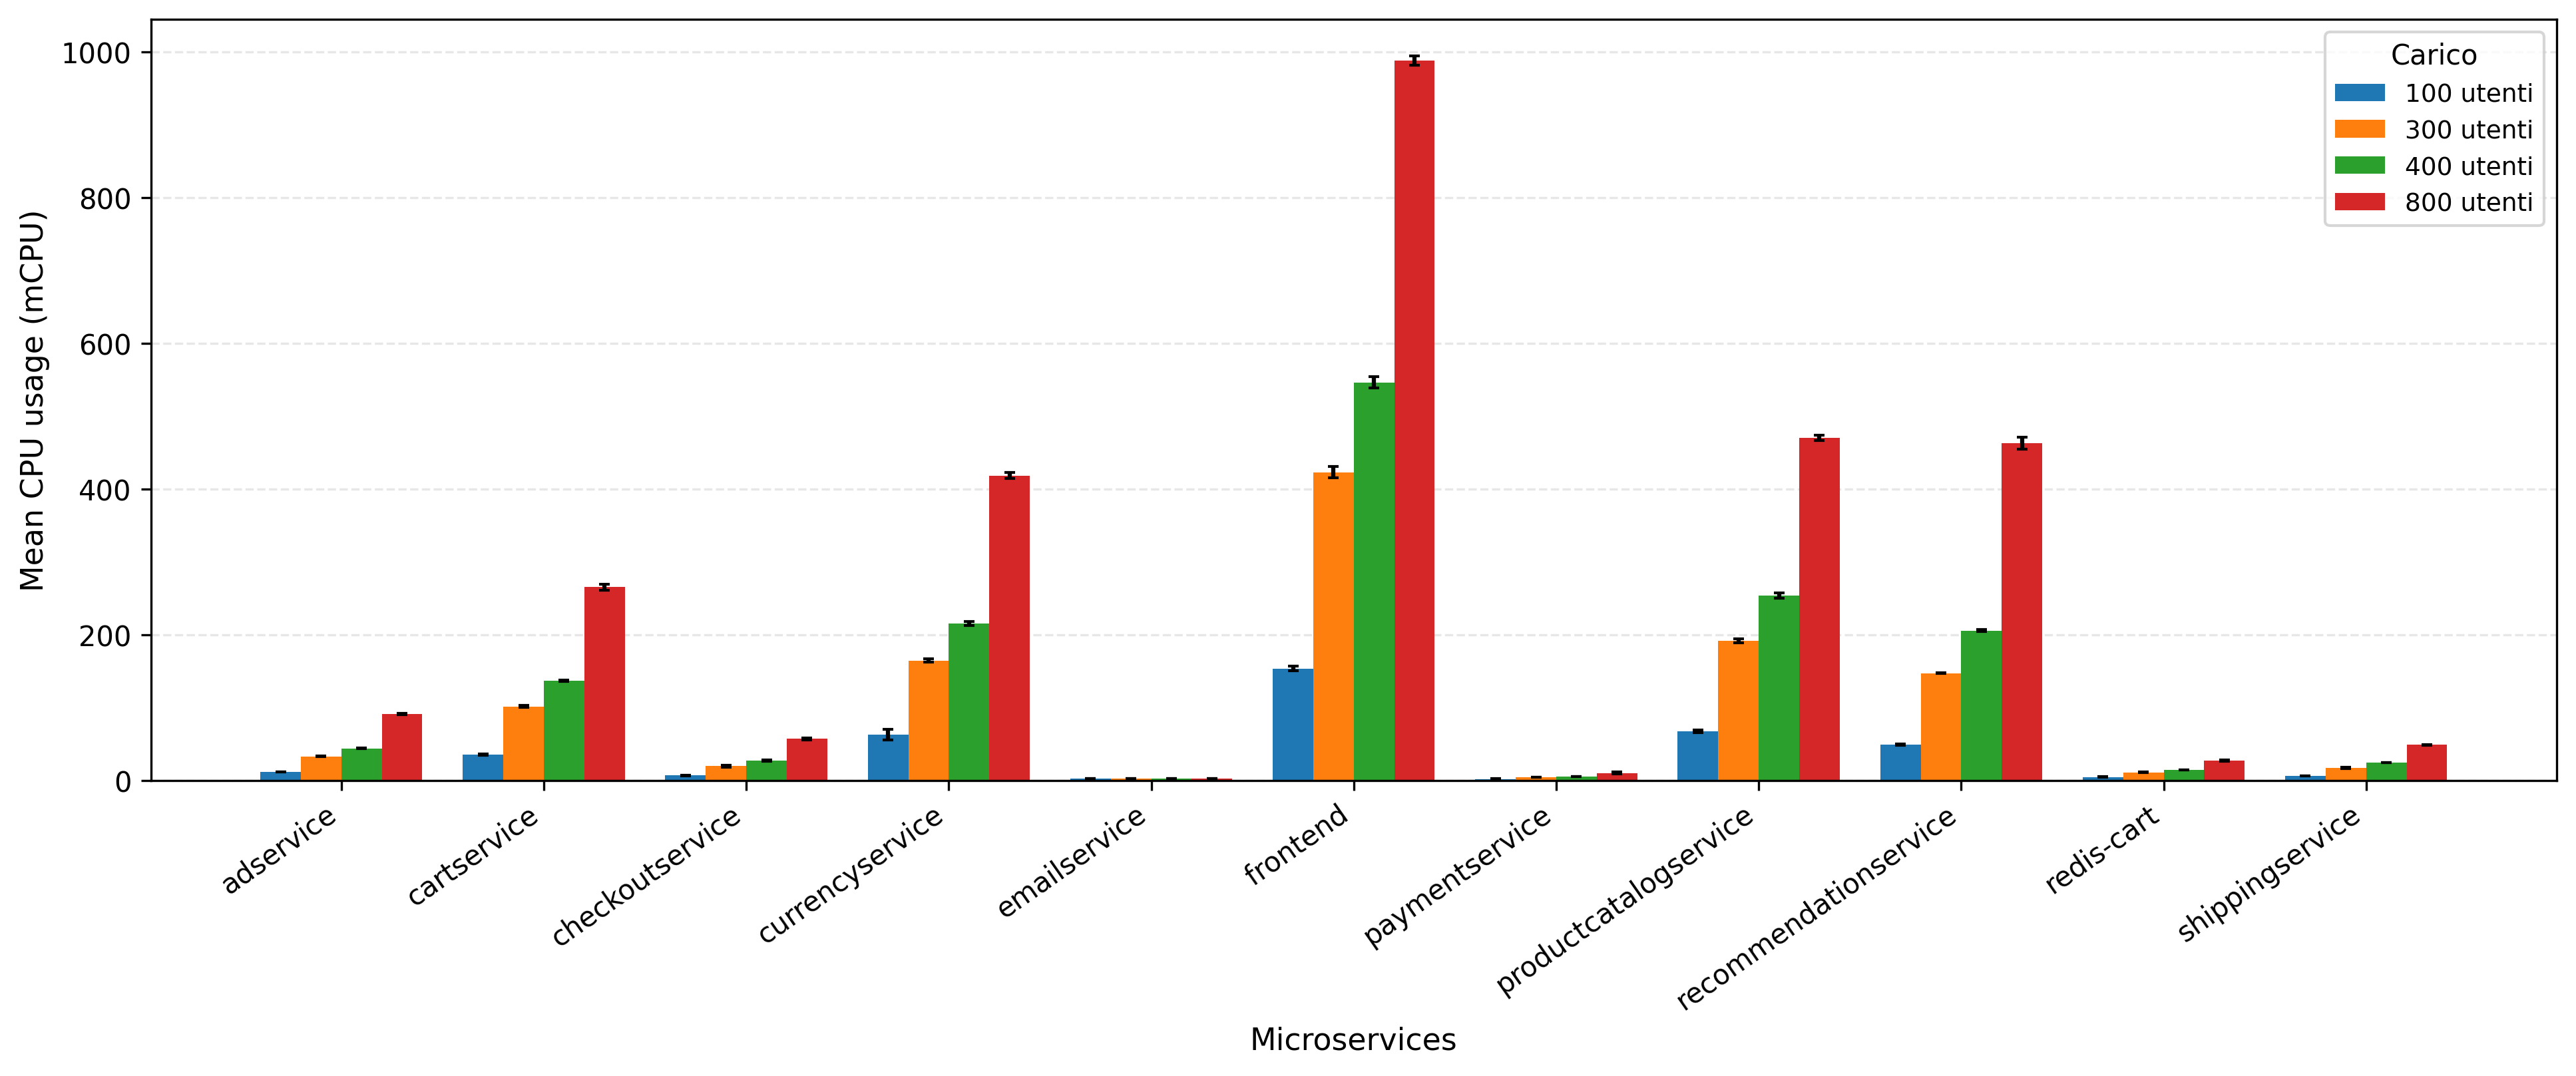 Mean CPU usage (mCPU)
1000
800
600
400
200
0
Carico
100 utenti
300 utenti
400 utenti
800 utenti
adservice
cartservice
checkoutservice
currencyservice
emailservice
frontend
paymentservice
productcatalogservice
recommendationservice
redis-cart
shippingservice
Microservices